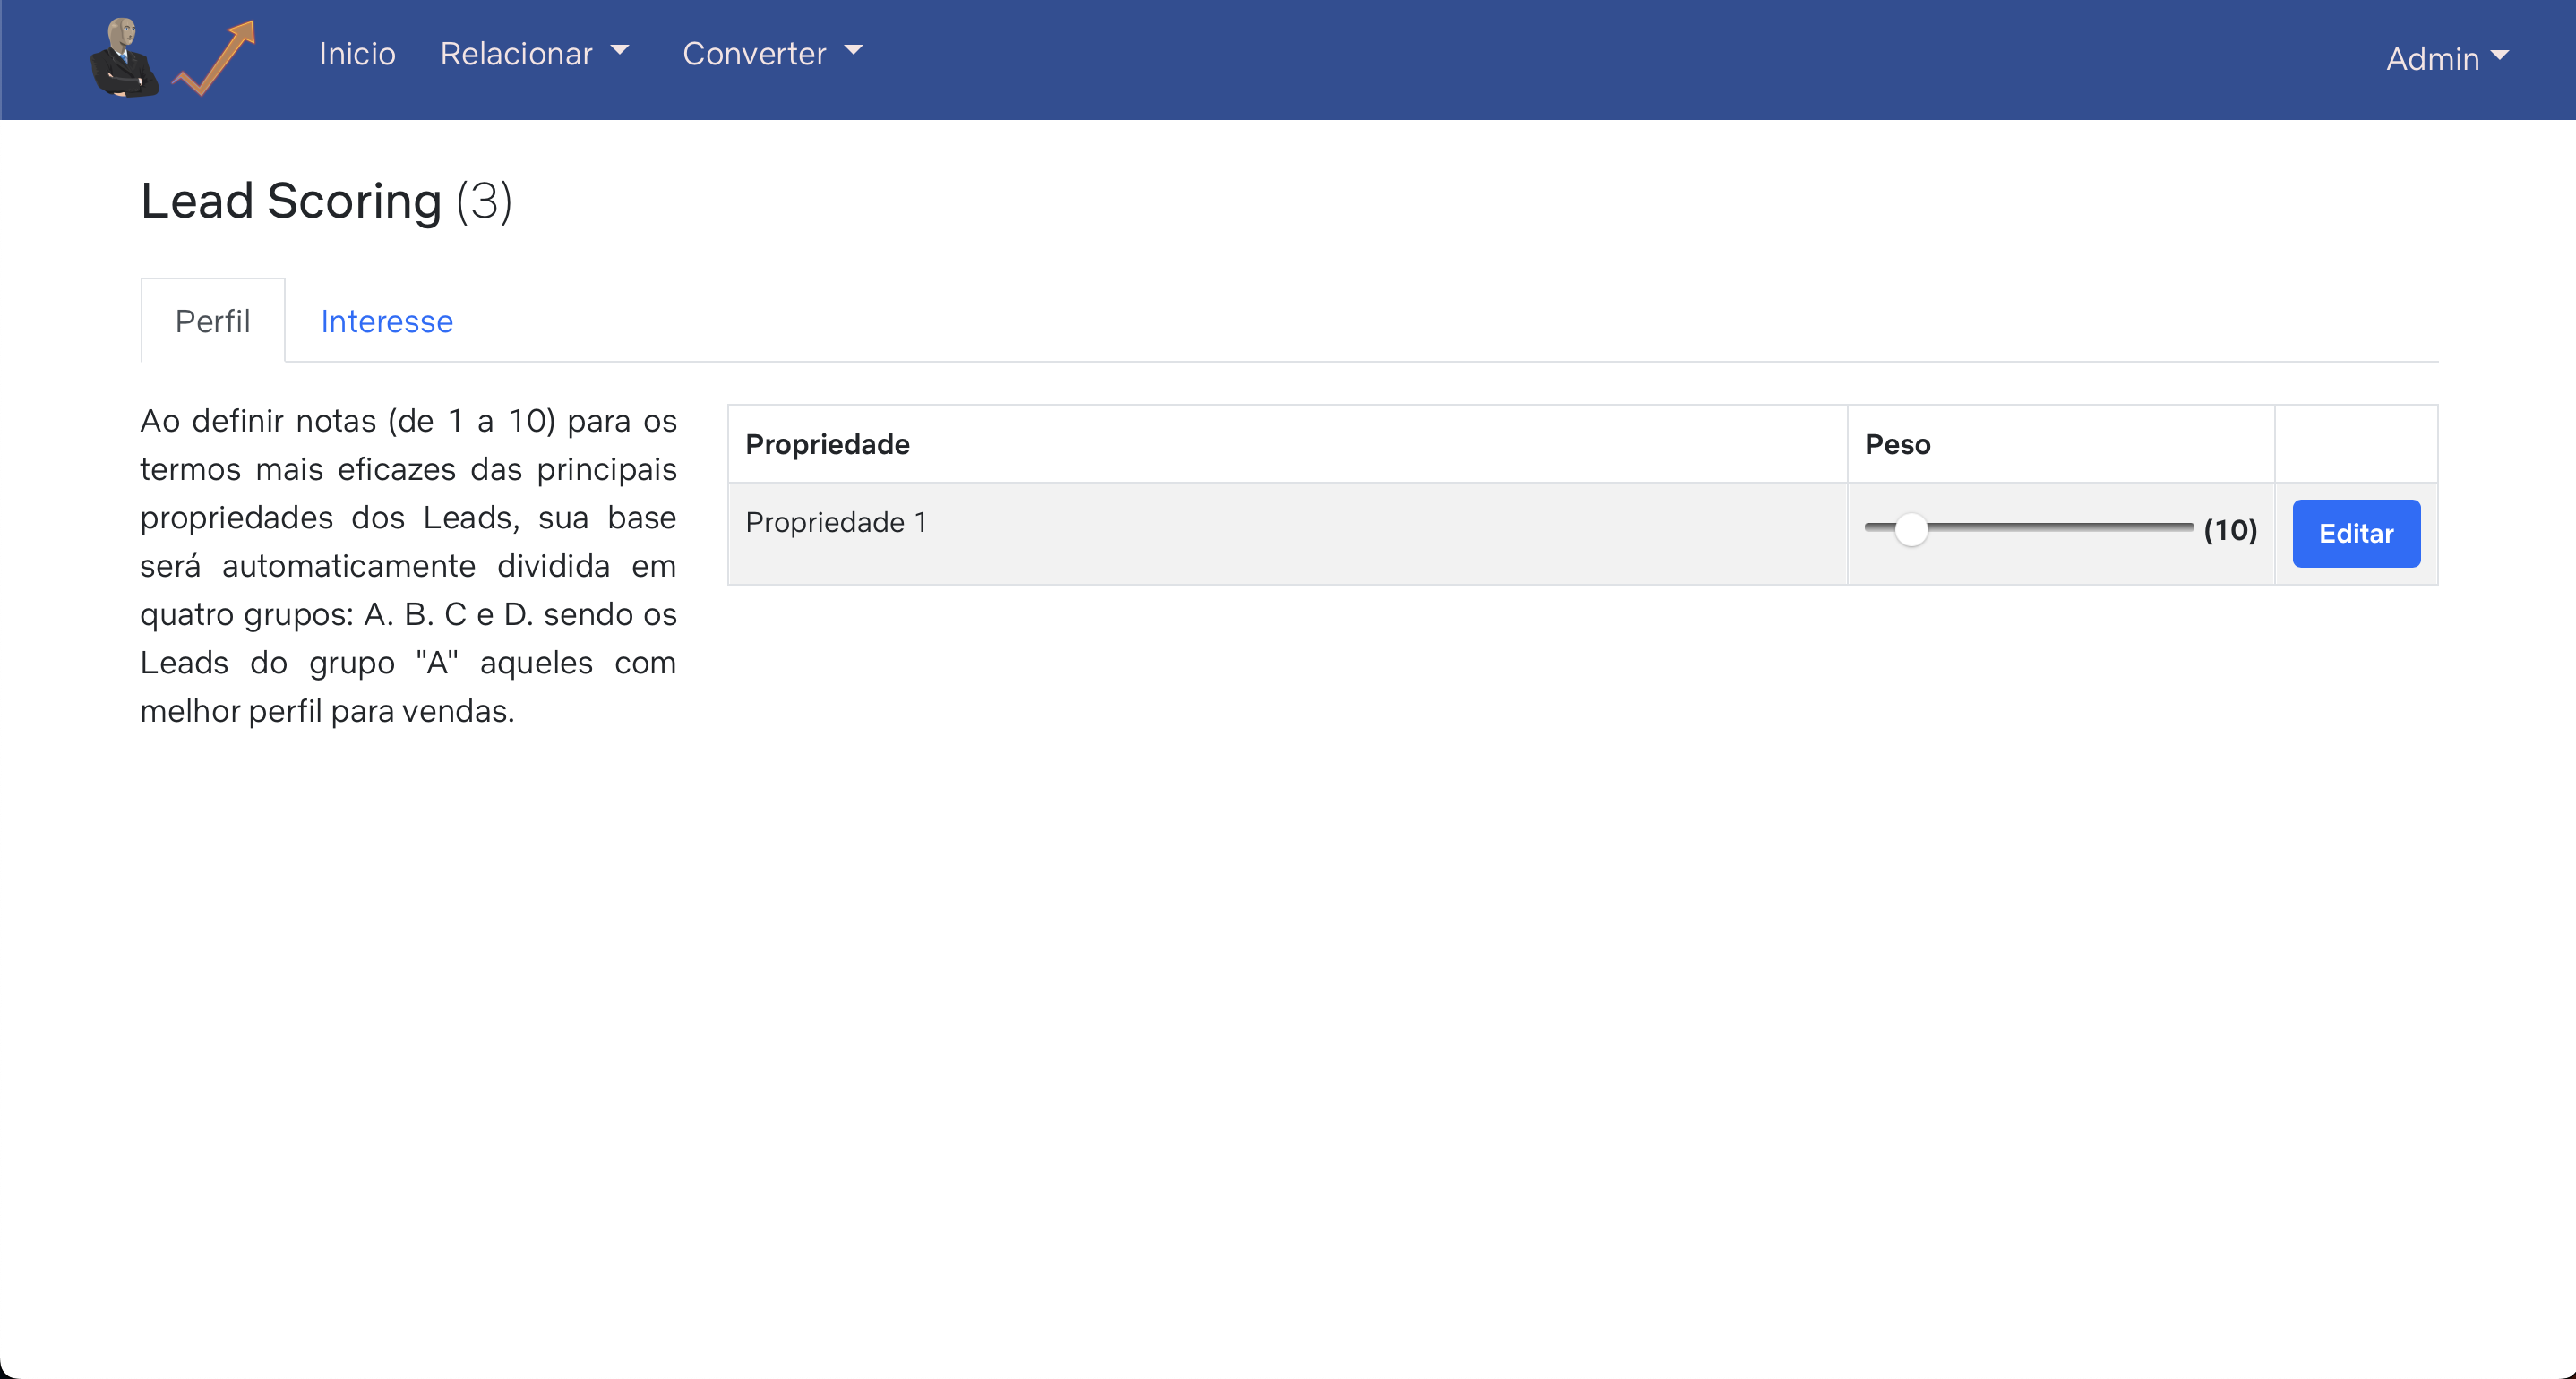 Inicio Relacionar Converter Admin
Lead Scoring (3)
Perfil Interesse
Ao definir notas (de 1 a 10) para os
termos mais eficazes das principais
propriedades dos Leads, sua base
será automaticamente dividida em
quatro grupos: A. B. C e D. sendo os
Leads do grupo "A" aqueles com
melhor perfil para vendas.
Propriedade Peso
Propriedade 1 (10) Editar